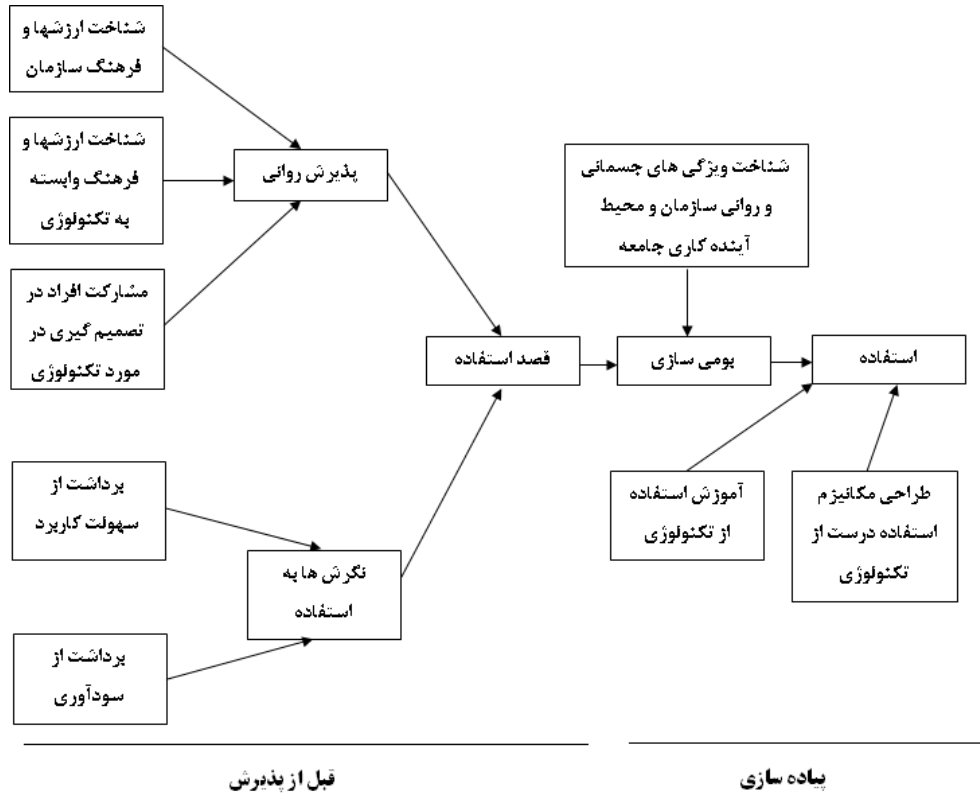 شناخت ارزشها و
فرهنگ سازمان
شناخت ارزشها و
فرهنگ وابسته
به تکنولوژی
مشارکت افراد در
تصمیم گیری در
مورد تکنولوژی
پذیرش روانی
برداشت از
سهولت کاربرد
برداشت از
سودآوری
نگرش ها به
استفاده
قصد استفاده
شناخت ویژگی های جسمانی
و روانی سازمان و محیط
آینده کاری جامعه
بومی سازی
استفاده
آموزش استفاده
از تکنولوژی
طراحی مکانیزم
استفاده درست از
تکنولوژی
قبل از پذیرش
پیاده سازی